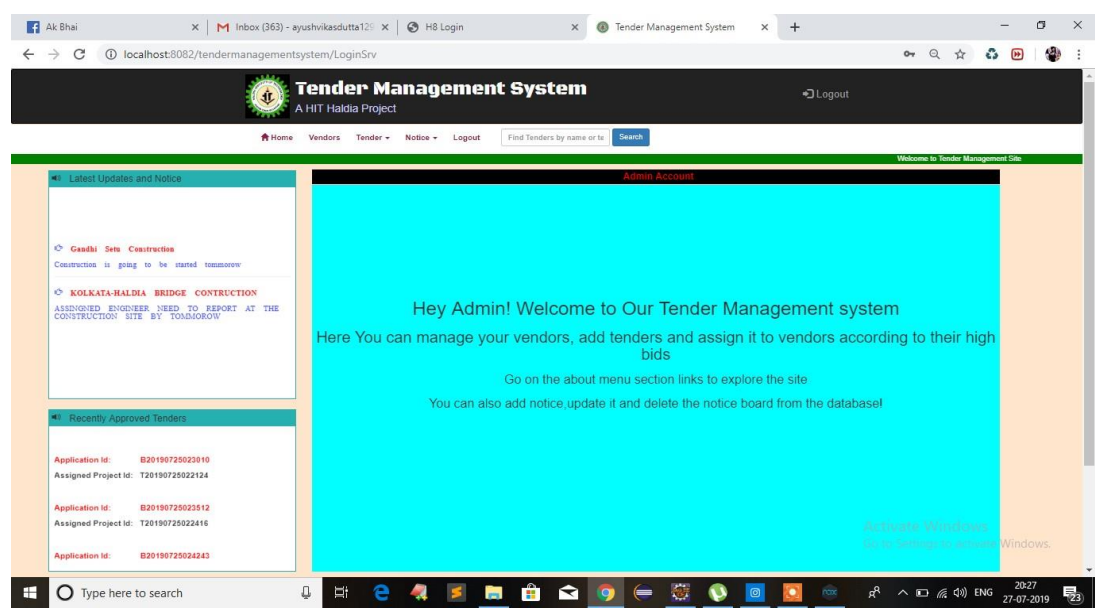 Ak Bhai
Inbox (363) - ayushvikasdutta129
H8 Login
Tender Management System
localhost:8082/tendermanagementsystem/LoginSrv
Tender Management System
A HIT Haldia Project
Logout
Home Vendors Tender Notice Logout Find Tenders by name or te Search
Welcome to Tender Management Site
Latest Updates and Notice
Gandhi Setu Construction
Construction is going to be started tommorow
KOLKATA-HALDIA BRIDGE CONTRUCTION
ASSINGNED ENGINEER NEED TO REPORT AT THE
CONSTRUCTION SITE BY TOMMOROW
Recently Approved Tenders
Application Id: B20190725023010
Assigned Project Id: T20190725022124
Application Id: B20190725023512
Assigned Project Id: T20190725022416
Application Id: B20190725024243
Admin Account
Hey Admin! Welcome to Our Tender Management system
Here You can manage your vendors, add tenders and assign it to vendors according to their high
bids
Go on the about menu section links to explore the site
You can also add notice,update it and delete the notice board from the database!
Activate Windows
Go to Settings to activate Windows.
Type here to search
ENG
20:27
27-07-2019
23